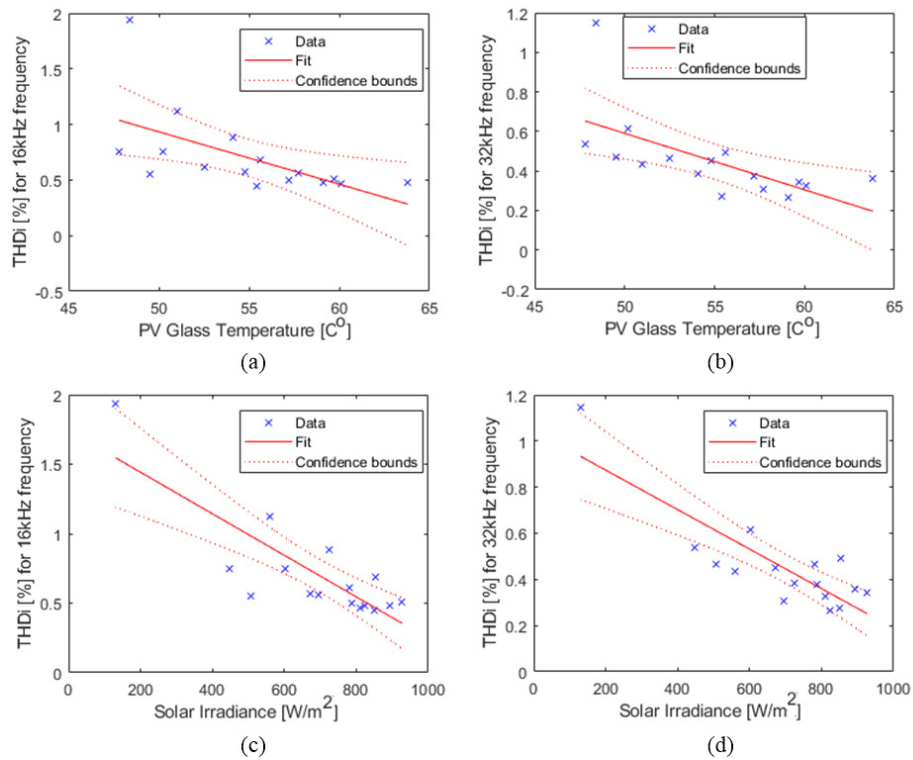 2
1.5
1
0.5
0
-0.5
45
50
55
60
65
THDi [%] for 16kHz frequency
PV Glass Temperature [C^o]
Data
Fit
Confidence bounds
(a)
1.2
1
0.8
0.6
0.4
0.2
0
-0.2
45
50
55
60
65
THDi [%] for 32kHz frequency
PV Glass Temperature [C^o]
Data
Fit
Confidence bounds
(b)
2
1.5
1
0.5
0
0
200
400
600
800
1000
THDi [%] for 16kHz frequency
Solar Irradiance [W/m^2]
Data
Fit
Confidence bounds
(c)
1.2
1
0.8
0.6
0.4
0.2
0
0
200
400
600
800
1000
THDi [%] for 32kHz frequency
Solar Irradiance [W/m^2]
Data
Fit
Confidence bounds
(d)